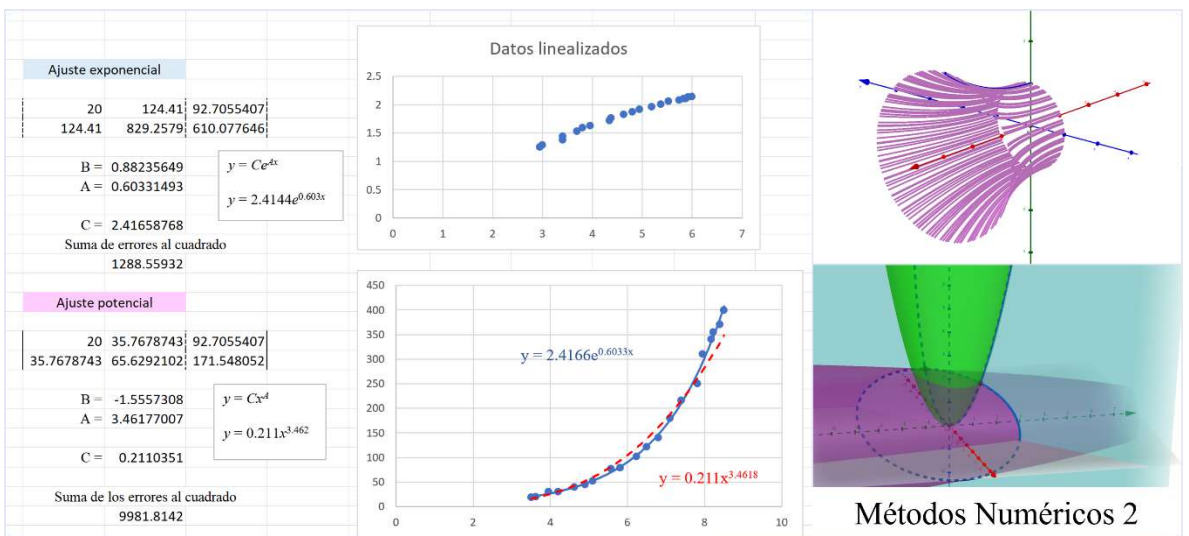 Ajuste exponencial
20 124.41 92.7055407
124.41 829.2579 610.077646
B = 0.88235649
A = 0.60331493
y = Ce^Ax
y = 2.4144e^0.603x
C = 2.41658768
Suma de errores al cuadrado
1288.55932
Ajuste potencial
20 35.7678743 92.7055407
35.7678743 65.6292102 171.548052
B = -1.5557308
A = 3.46177007
y = Cx^A
y = 0.211x^3.462
C = 0.2110351
Suma de los errores al cuadrado
9981.8142
Datos linealizados
2.5
2
1.5
1
0.5
0
0 1 2 3 4 5 6 7
450
400
350
300
250
200
150
100
50
0
0 2 4 6 8 10
y = 2.4166e^0.6033x
y = 0.211x^3.4618
Métodos Numéricos 2